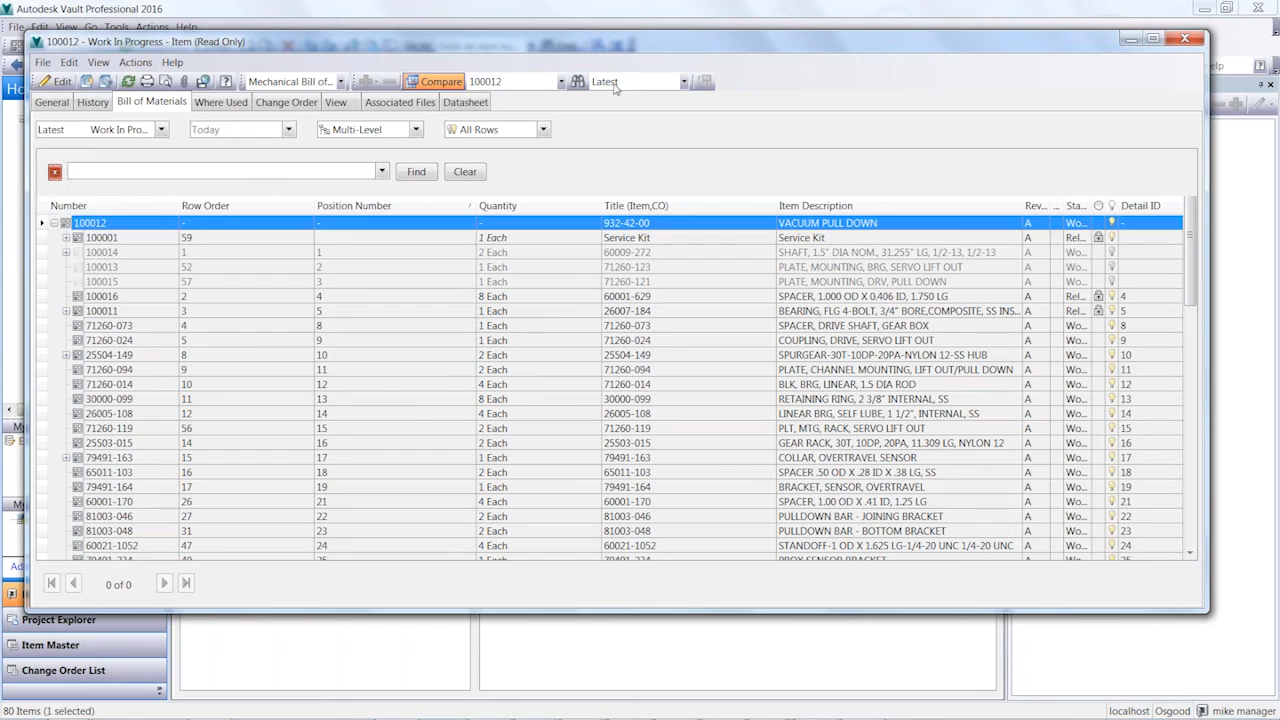 Autodesk Vault Professional 2016
File Edit View Go Tools Actions Help
100012 - Work In Progress - Item (Read Only)
File Edit View Actions Help
Edit Mechanical Bill of... Compare 100012 Latest
General History Bill of Materials Where Used Change Order View Associated Files Datasheet
Latest Work In Pro... Today Multi-Level All Rows
Find Clear
Number Row Order Position Number Quantity Title (Item,CO) Item Description Rev... ... Sta... Detail ID
100012 - - - 932-42-00 VACUUM PULL DOWN A Wo... -
100001 59 1 Each Service Kit Service Kit A Rel...
100014 1 1 2 Each 60009-272 SHAFT, 1.5" DIA NOM., 31.255" LG, 1/2-13, 1/2-13 A Wo...
100013 52 2 1 Each 71260-123 PLATE, MOUNTING, BRG, SERVO LIFT OUT A Wo...
100015 57 3 1 Each 71260-121 PLATE, MOUNTING, DRV, PULL DOWN A Wo...
100016 2 4 8 Each 60001-629 SPACER, 1.000 OD X 0.406 ID, 1.750 LG A Rel... 4
100011 3 5 1 Each 26007-184 BEARING, FLG 4-BOLT, 3/4" BORE,COMPOSITE, SS INS... A Rel... 5
71260-073 4 8 1 Each 71260-073 SPACER, DRIVE SHAFT, GEAR BOX A Wo... 8
71260-024 5 9 1 Each 71260-024 COUPLING, DRIVE, SERVO LIFT OUT A Wo... 9
25504-149 8 10 2 Each 25504-149 SPURGEAR-30T-10DP-20PA-NYLON 12-SS HUB A Wo... 10
71260-094 9 11 2 Each 71260-094 PLATE, CHANNEL MOUNTING, LIFT OUT/PULL DOWN A Wo... 11
71260-014 10 12 4 Each 71260-014 BLK, BRG, LINEAR, 1.5 DIA ROD A Wo... 12
30000-099 11 13 8 Each 30000-099 RETAINING RING, 2 3/8" INTERNAL, SS A Wo... 13
26005-108 12 14 4 Each 26005-108 LINEAR BRG, SELF LUBE, 1 1/2", INTERNAL, SS A Wo... 14
71260-119 56 15 2 Each 71260-119 PLT, MTG, RACK, SERVO LIFT OUT A Wo... 15
25503-015 14 16 2 Each 25503-015 GEAR RACK, 30T, 10DP, 20PA, 11.309 LG, NYLON 12 A Wo... 16
79491-163 15 17 2 Each 79491-163 COLLAR, OVERTRAVEL SENSOR A Wo... 17
65011-103 16 18 2 Each 65011-103 SPACER .50 OD X .28 ID X .38 LG, SS A Wo... 18
79491-164 17 19 1 Each 79491-164 BRACKET, SENSOR, OVERTRAVEL A Wo... 19
60001-170 26 21 4 Each 60001-170 SPACER, 1.00 OD X .41 ID, 1.25 LG A Wo... 21
81003-046 27 22 2 Each 81003-046 PULLDOWN BAR - JOINING BRACKET A Wo... 22
81003-048 31 23 2 Each 81003-048 PULLDOWN BAR - BOTTOM BRACKET A Wo... 23
60021-1052 47 24 4 Each 60021-1052 STANDOFF-1 OD X 1.625 LG-1/4-20 UNC 1/4-20 UNC A Wo... 24
0 of 0
Project Explorer
Item Master
Change Order List
80 Items (1 selected) localhost Osgood mike manager